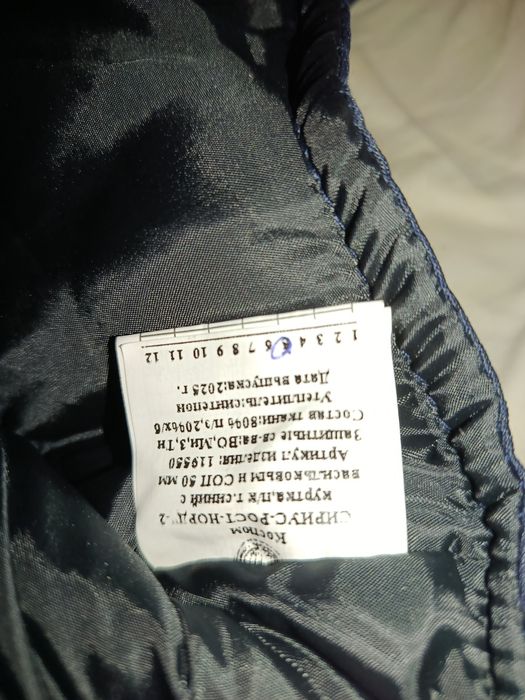 Костюм
СИРИУС-РОСТ-НОРД-2
куртка,п/к т.синий с
васильковым и СОП 50 мм
Артикул изделия: 119550
Защитные св-ва:ВО,Ми,З,Тн
Состав ткани:80% п/э,20%х/б
Утеплитель:синтепон
Дата выпуска:2025 г.
1 2 3 4 5 6 7 8 9 10 11 12